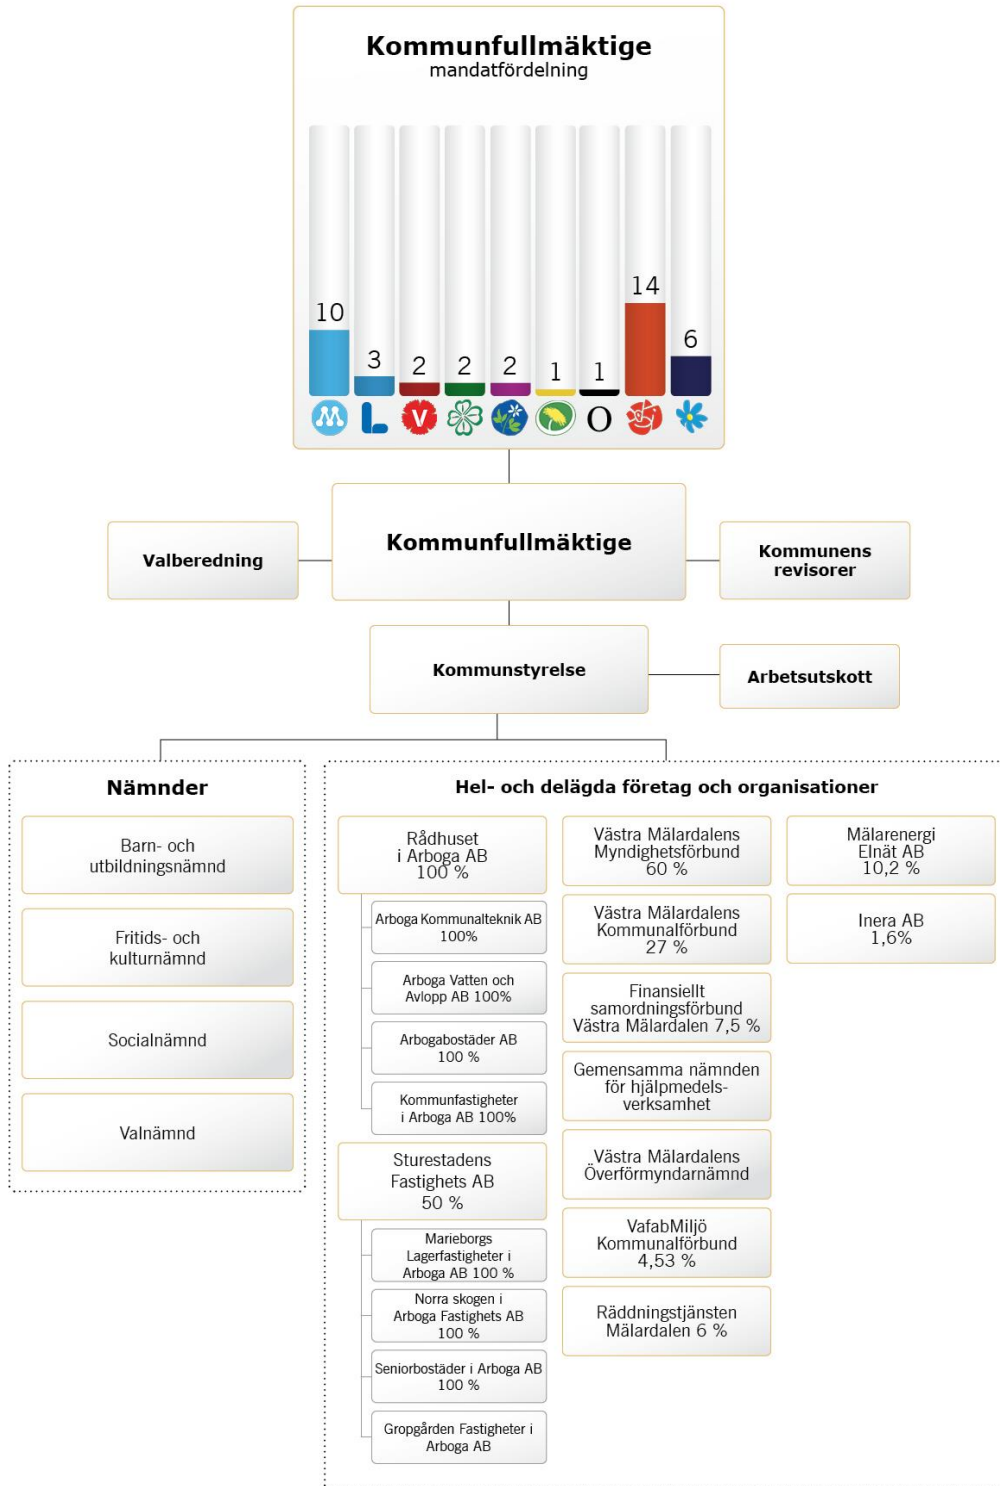 Kommunfullmäktige
mandatfördelning
10
3
2
2
2
1
1
14
6
M
L
V
O
Kommunfullmäktige
Valberedning
Kommunens
revisorer
Kommunstyrelse
Arbetsutskott
Nämnder
Barn- och
utbildningsnämnd
Fritids- och
kulturnämnd
Socialnämnd
Valnämnd
Hel- och delägda företag och organisationer
Rådhuset
i Arboga AB
100 %
Arboga Kommunalteknik AB
100%
Arboga Vatten och
Avlopp AB 100%
Arbogabostäder AB
100 %
Kommunfastigheter
i Arboga AB 100%
Sturestadens
Fastighets AB
50 %
Marieborgs
Lagerfastigheter i
Arboga AB 100 %
Norra skogen i
Arboga Fastighets AB
100 %
Seniorbostäder i Arboga AB
100 %
Gropgården Fastigheter i
Arboga AB
Västra Mälardalens
Myndighetsförbund
60 %
Västra Mälardalens
Kommunalförbund
27 %
Finansiellt
samordningsförbund
Västra Mälardalen 7,5 %
Gemensamma nämnden
för hjälpmedels-
verksamhet
Västra Mälardalens
Överförmyndarnämnd
VafabMiljö
Kommunalförbund
4,53 %
Räddningstjänsten
Mälardalen 6 %
Mälarenergi
Elnät AB
10,2 %
Inera AB
1,6%